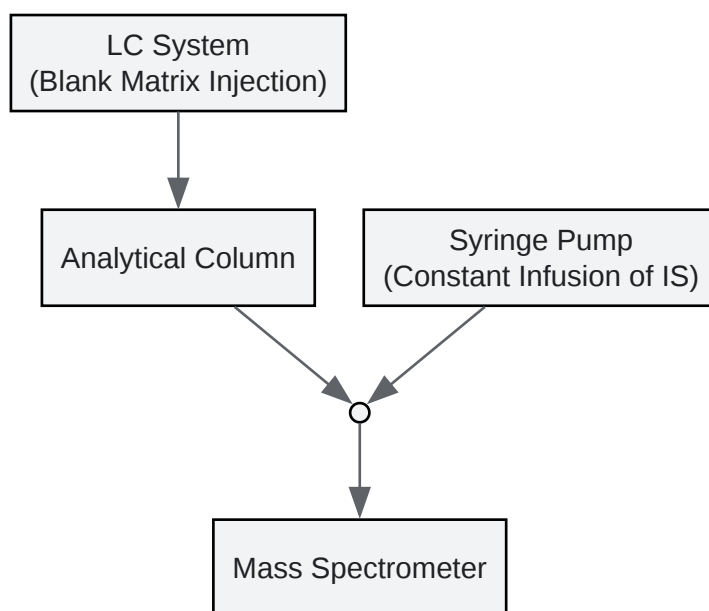 LC System
(Blank Matrix Injection)
Analytical Column
Syringe Pump
(Constant Infusion of IS)
Mass Spectrometer